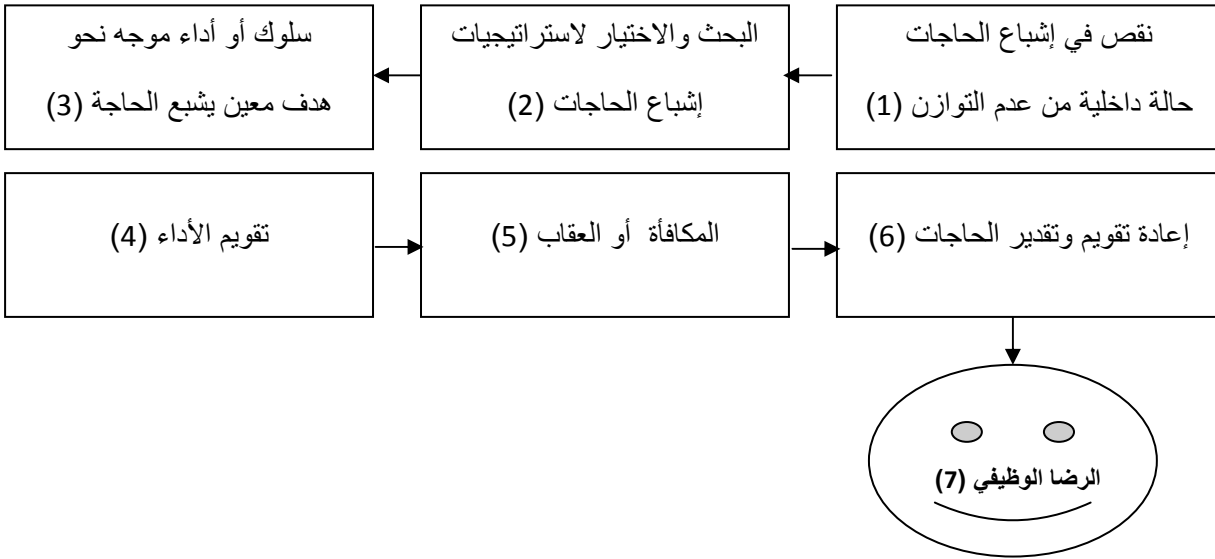 نقص في إشباع الحاجات
حالة داخلية من عدم التوازن (1)
البحث والاختيار لاستراتيجيات
إشباع الحاجات (2)
سلوك أو أداء موجه نحو
هدف معين يشبع الحاجة (3)
تقويم الأداء (4)
المكافأة أو العقاب (5)
إعادة تقويم وتقدير الحاجات (6)
الرضا الوظيفي (7)